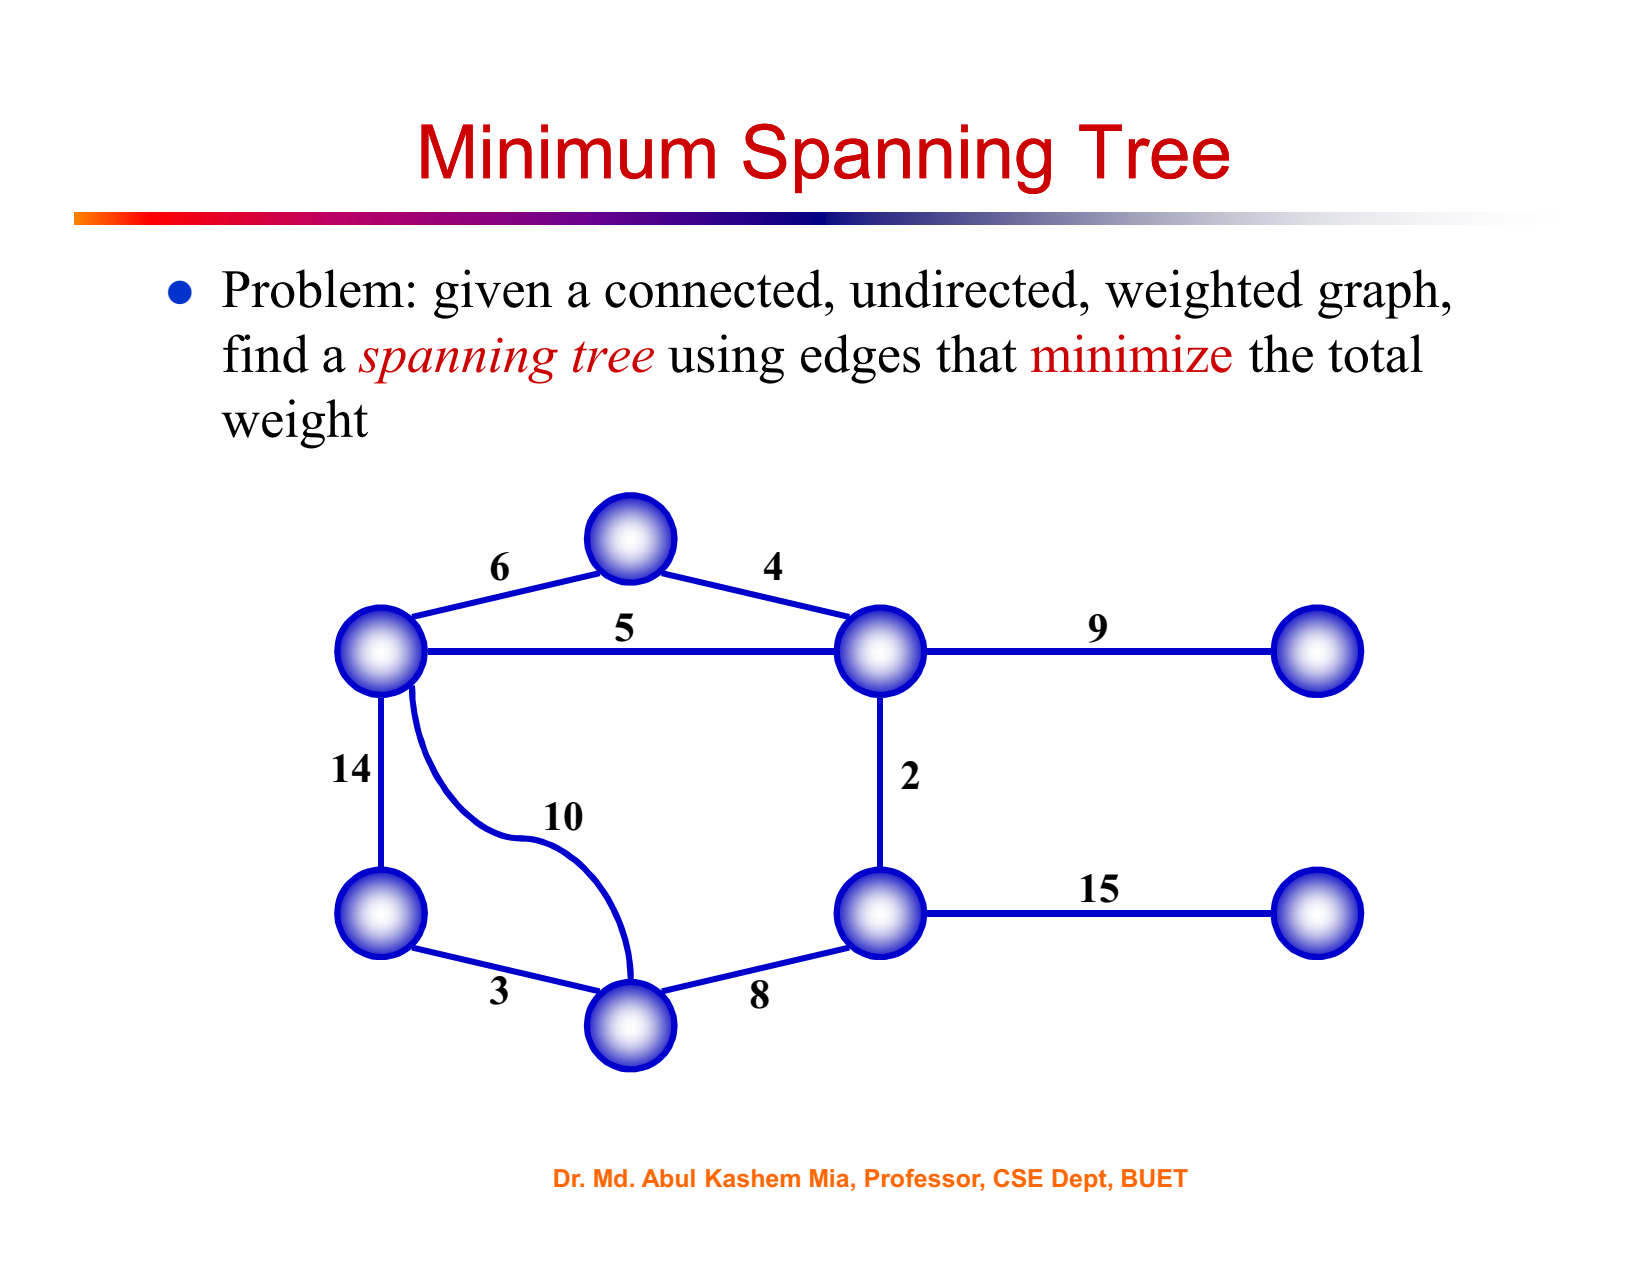 Minimum Spanning Tree
Problem: given a connected, undirected, weighted graph,
find a spanning tree using edges that minimize the total
weight
6
4
5
9
14
2
10
15
3
8
Dr. Md. Abul Kashem Mia, Professor, CSE Dept, BUET